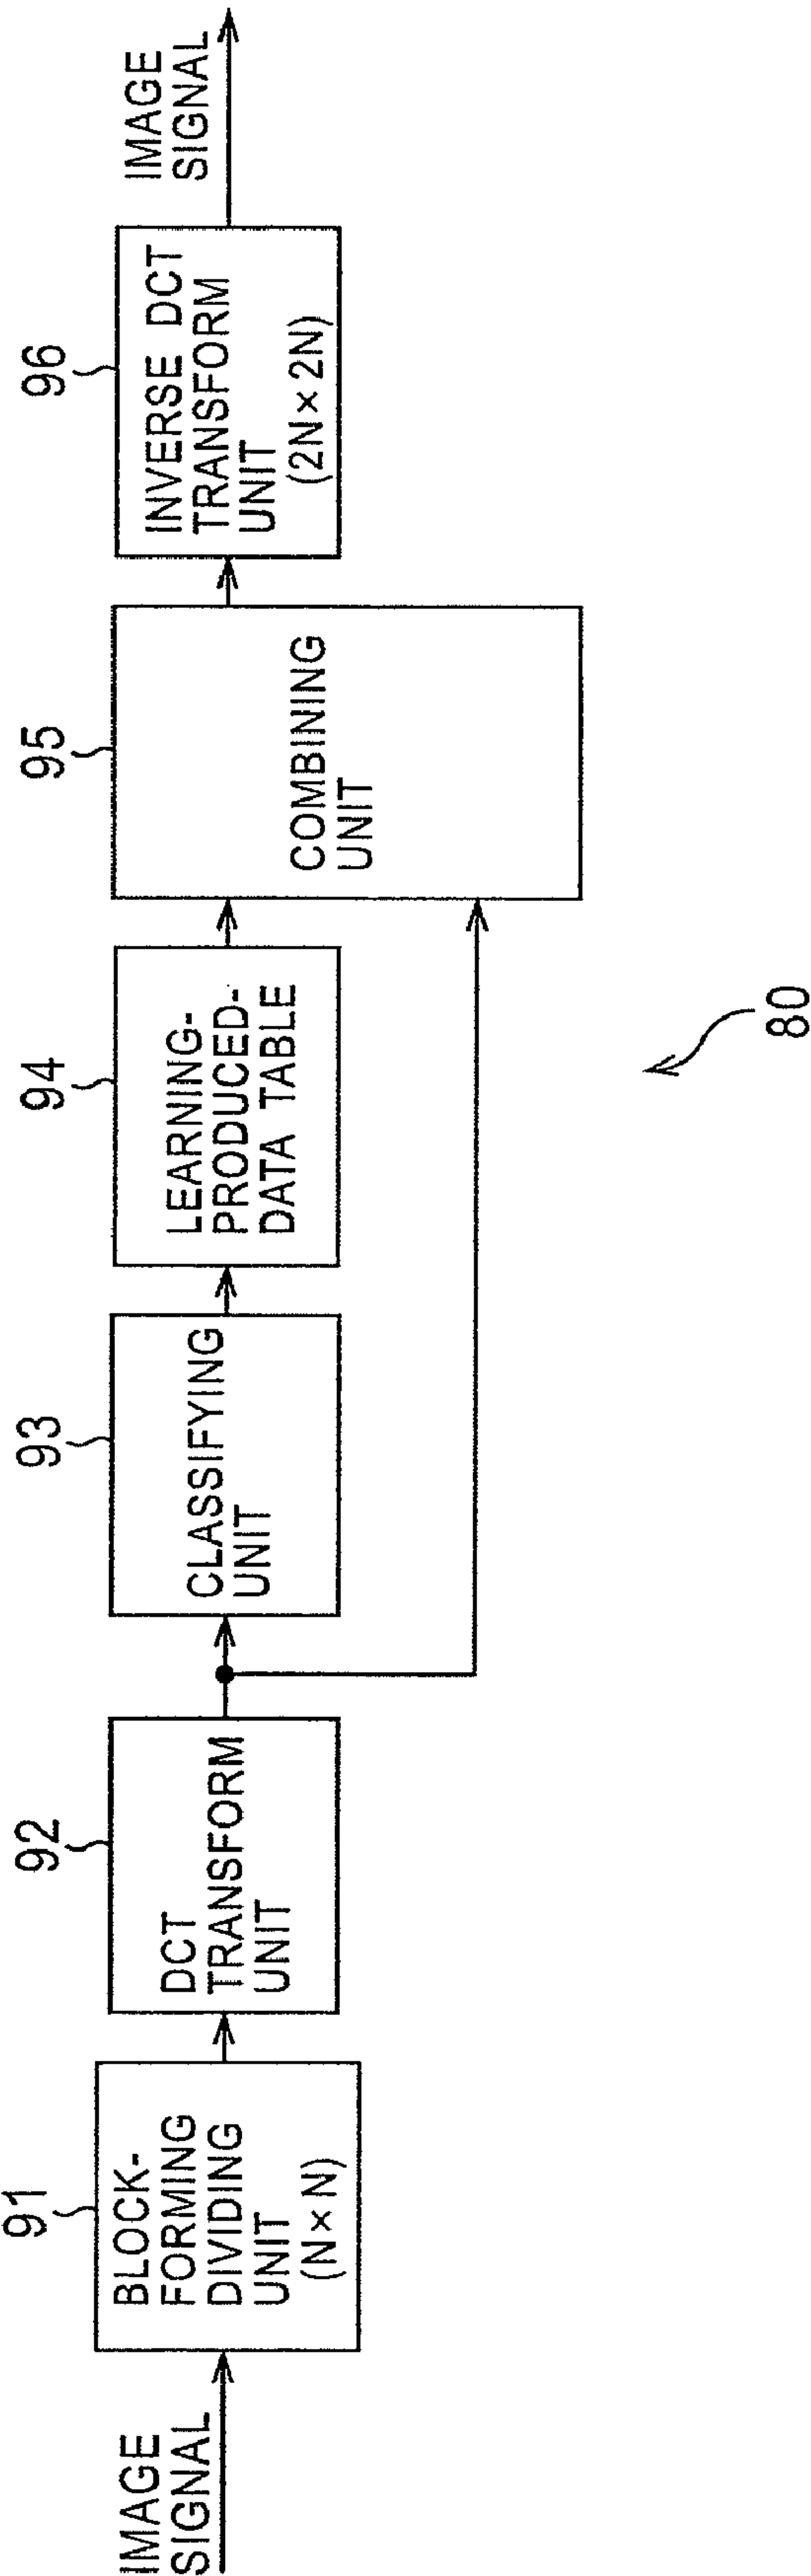 IMAGE
SIGNAL
91
BLOCK-
FORMING
DIVIDING
UNIT
(N×N)
92
DCT
TRANSFORM
UNIT
93
CLASSIFYING
UNIT
94
LEARNING-
PRODUCED-
DATA TABLE
95
COMBINING
UNIT
96
INVERSE DCT
TRANSFORM
UNIT
(2N×2N)
IMAGE
SIGNAL
80